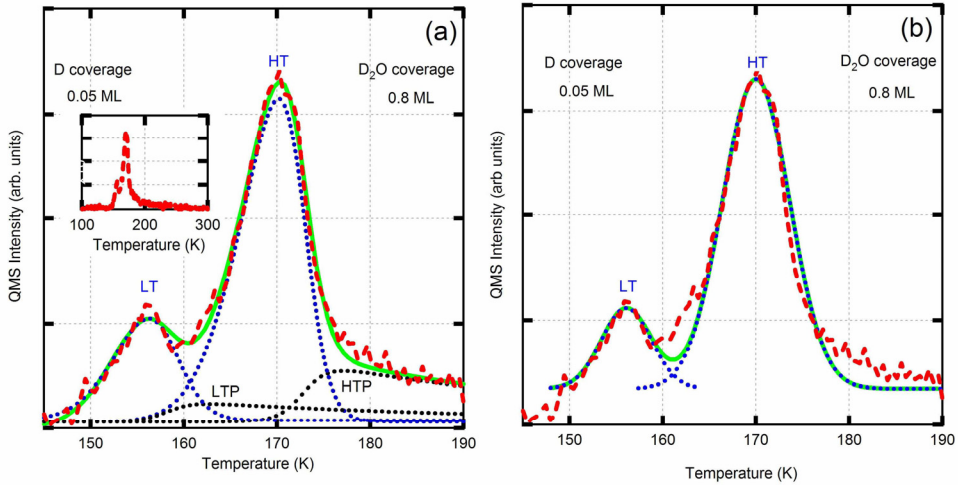 (a)
HT
D coverage
0.05 ML
D2O coverage
0.8 ML
100 200 300
Temperature (K)
LT
LTP
HTP
QMS Intensity (arb. units)
150 160 170 180 190
Temperature (K)
(b)
HT
D coverage
0.05 ML
D2O coverage
0.8 ML
LT
QMS Intensity (arb units)
150 160 170 180 190
Temperature (K)